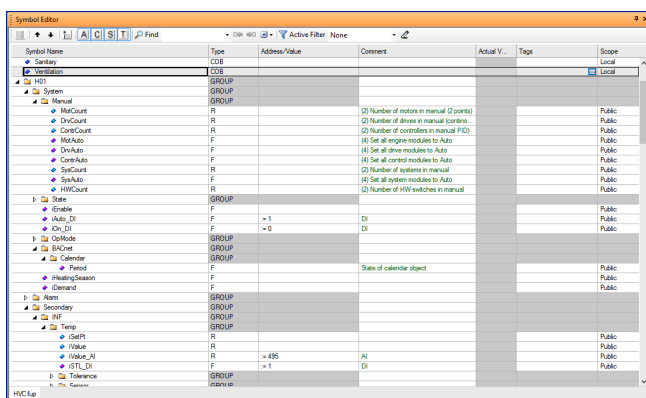 Symbol Editor
A C S T Find Active Filter None
Symbol Name Type Address/Value Comment Actual V... Tags Scope
Sanitary COB Local
Ventilation COB Local
H01 GROUP
System GROUP
Manual GROUP
MotCount R (2) Number of motors in manual (2 points) Public
DrvCount R (2) Number of drives in manual (contino... Public
ContrCount R (2) Number of controllers in manual PID) Public
MotAuto F (4) Set all engine modules to Auto Public
DrvAuto F (4) Set all drive modules to Auto Public
ContrAuto F (4) Set all control modules to Auto Public
SysCount R (2) Number of systems in manual Public
SysAuto F (4) Set all system modules to Auto Public
HWCount R (2) Number of HW-switches in manual Public
State GROUP
iEnable F Public
iAuto_DI F := 1 DI Public
iOn_DI F := 0 DI Public
OpMode GROUP
BACnet GROUP
Calendar GROUP
Period F State of calendar object Public
iHeatingSeason F Public
iDemand F Public
Alarm GROUP
Secondary GROUP
INF GROUP
Temp GROUP
iSetPt R Public
iValue R Public
iValue_AI R := 495 AI Public
iSTL_DI F := 1 DI Public
Tolerance GROUP
Sensor GROUP
HVC.fup